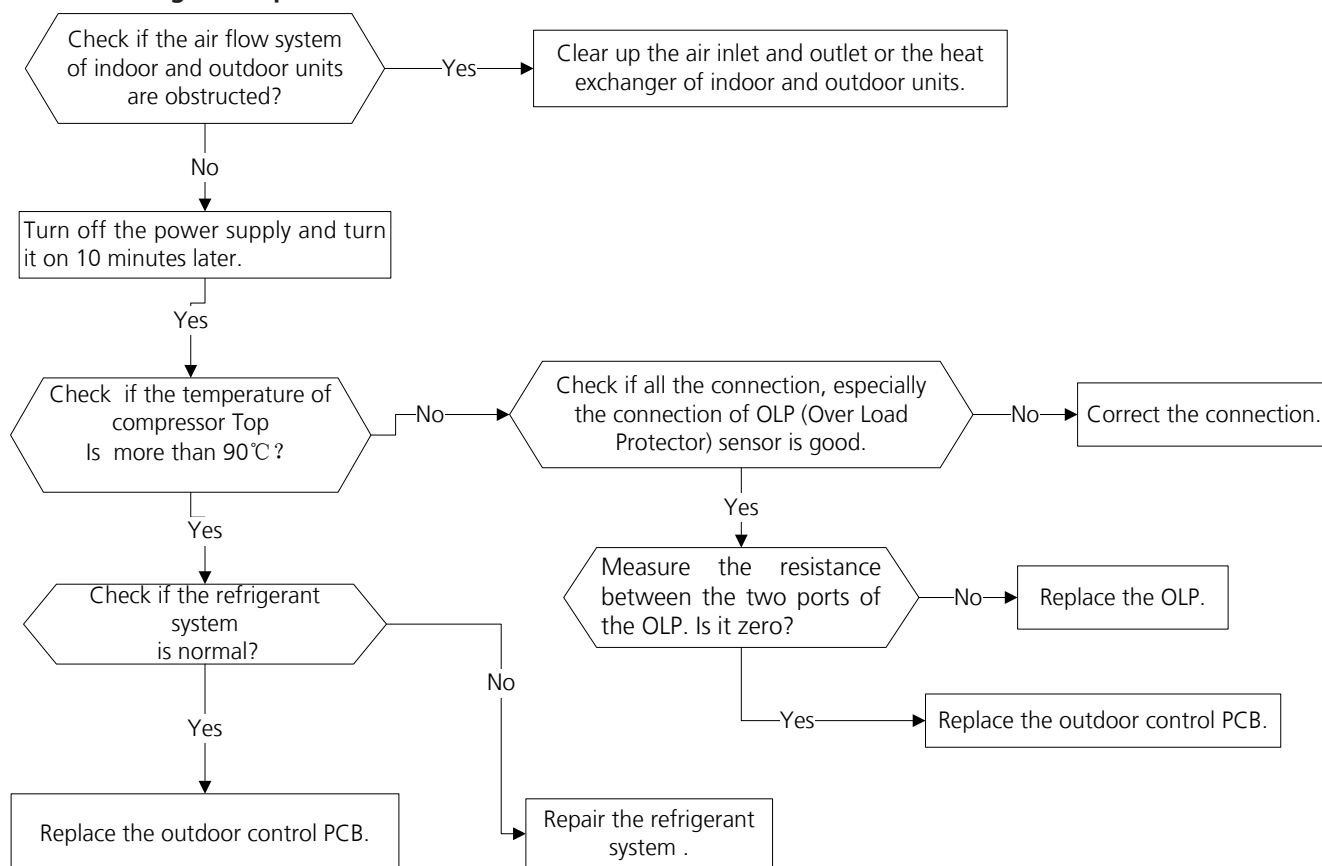 Check if the air flow system
of indoor and outdoor units
are obstructed?
Yes
Clear up the air inlet and outlet or the heat
exchanger of indoor and outdoor units.
No
Turn off the power supply and turn
it on 10 minutes later.
Yes
Check if the temperature of
compressor Top
Is more than 90℃?
No
Check if all the connection, especially
the connection of OLP (Over Load
Protector) sensor is good.
No
Correct the connection.
Yes
Yes
Measure the resistance
between the two ports of
the OLP. Is it zero?
No
Replace the OLP.
Check if the refrigerant
system
is normal?
No
Yes
Replace the outdoor control PCB.
Yes
Replace the outdoor control PCB.
Repair the refrigerant
system .